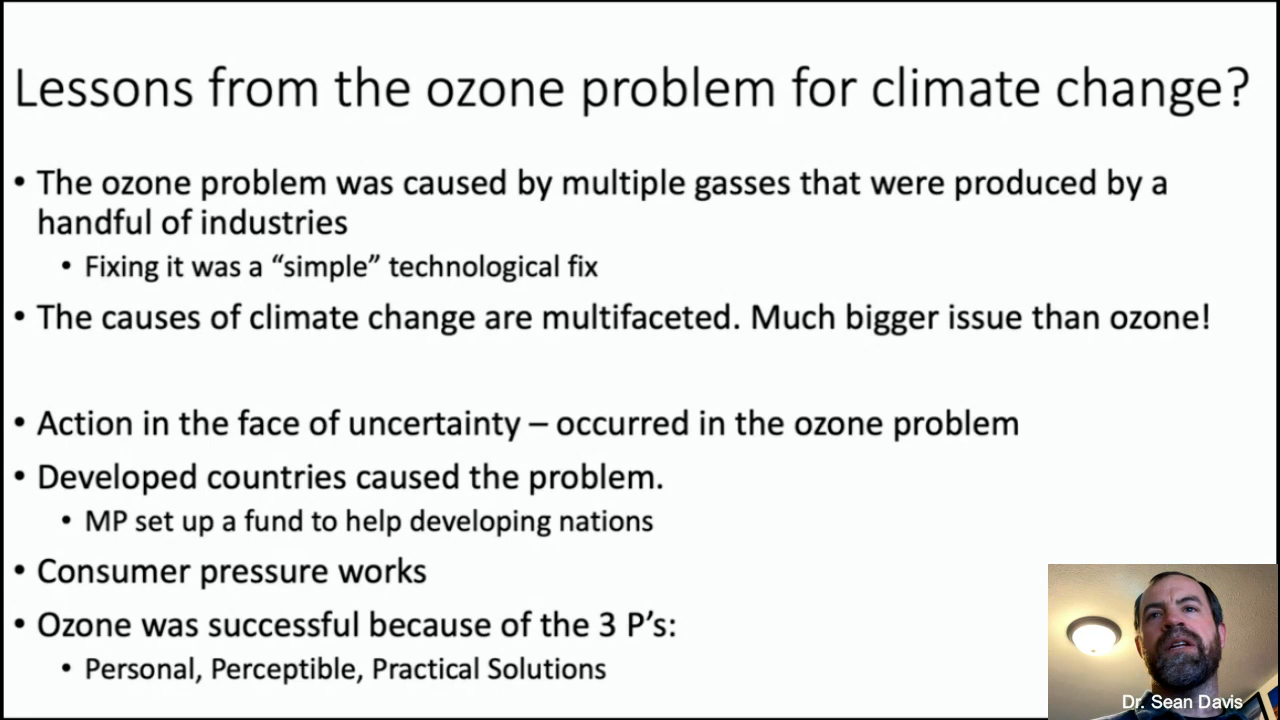 Lessons from the ozone problem for climate change?
• The ozone problem was caused by multiple gasses that were produced by a
handful of industries
• Fixing it was a “simple” technological fix
• The causes of climate change are multifaceted. Much bigger issue than ozone!
• Action in the face of uncertainty – occurred in the ozone problem
• Developed countries caused the problem.
• MP set up a fund to help developing nations
• Consumer pressure works
• Ozone was successful because of the 3 P’s:
• Personal, Perceptible, Practical Solutions
Dr. Sean Davis